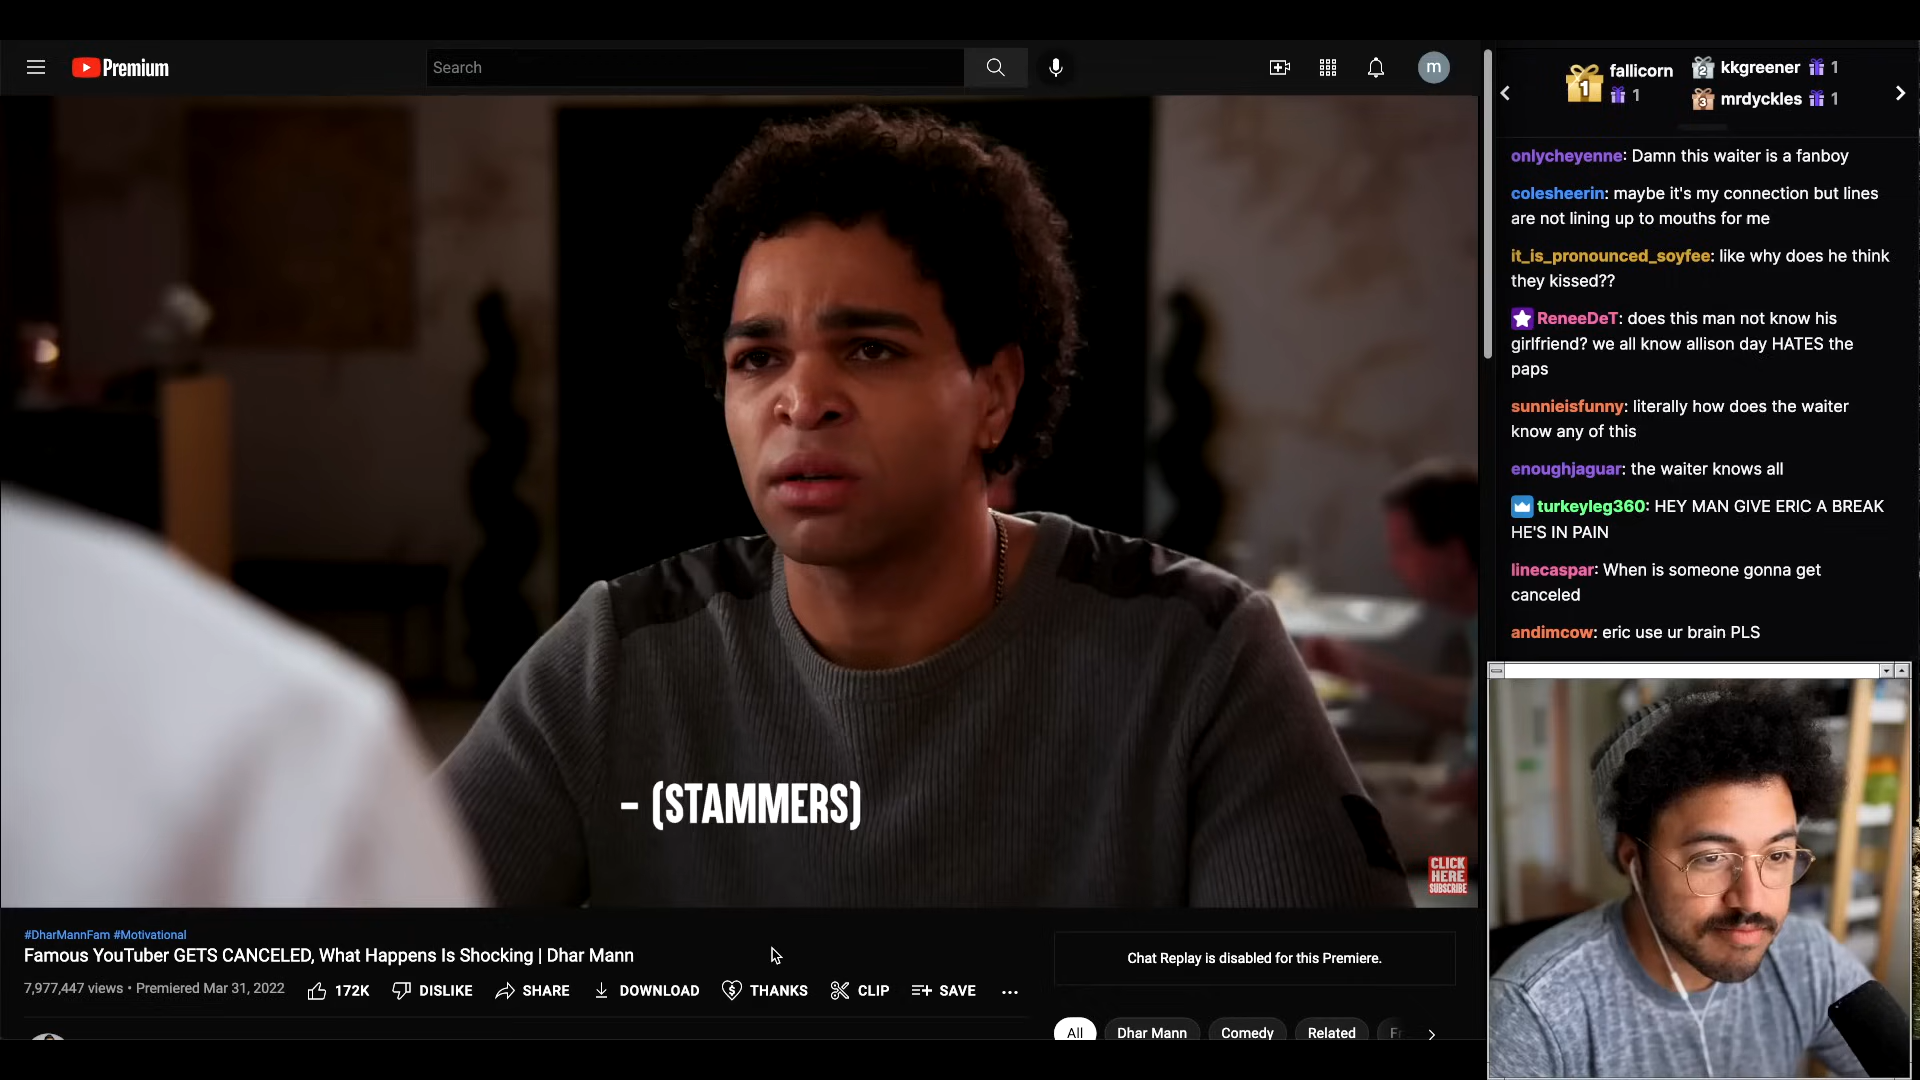 Premium
Search
m
1
fallicorn
1
2
kkgreener
1
3
mrdyckles
1
onlycheyenne: Damn this waiter is a fanboy
colesheerin: maybe it's my connection but lines
are not lining up to mouths for me
it_is_pronounced_soyfee: like why does he think
they kissed??
ReneeDeT: does this man not know his
girlfriend? we all know allison day HATES the
paps
sunnieisfunny: literally how does the waiter
know any of this
enoughjaguar: the waiter knows all
turkeyleg360: HEY MAN GIVE ERIC A BREAK
HE'S IN PAIN
linecaspar: When is someone gonna get
canceled
andimcow: eric use ur brain PLS
- (STAMMERS)
CLICK
HERE
SUBSCRIBE
#DharMannFam #Motivational
Famous YouTuber GETS CANCELED, What Happens Is Shocking | Dhar Mann
7,977,447 views • Premiered Mar 31, 2022
172K
DISLIKE
SHARE
DOWNLOAD
THANKS
CLIP
SAVE
Chat Replay is disabled for this Premiere.
All
Dhar Mann
Comedy
Related